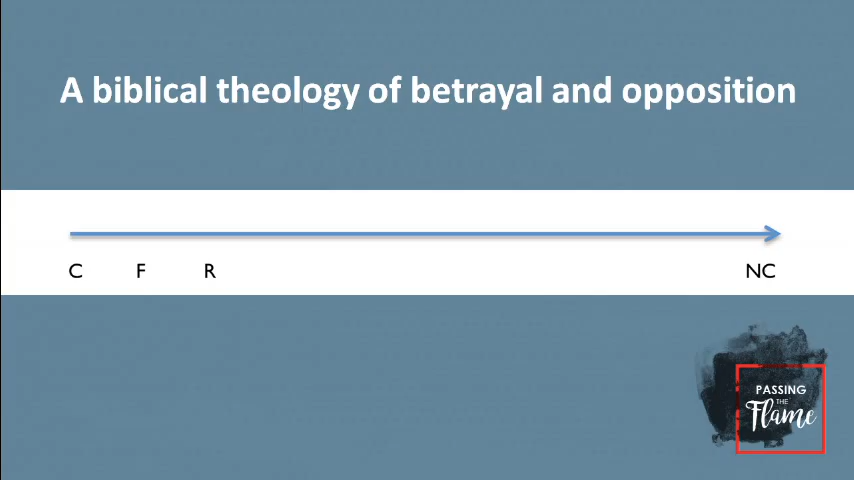 A biblical theology of betrayal and opposition
C F R NC
PASSING
THE
Flame